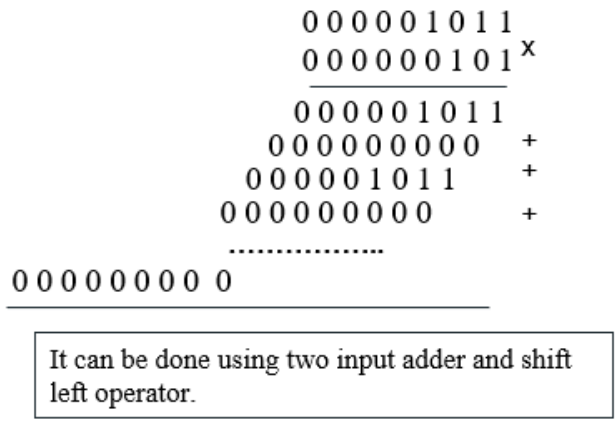 0 0 0 0 0 1 0 1 1
0 0 0 0 0 0 1 0 1 x
0 0 0 0 0 1 0 1 1
0 0 0 0 0 0 0 0 0 +
0 0 0 0 0 1 0 1 1 +
0 0 0 0 0 0 0 0 0 +
……………..
0 0 0 0 0 0 0 0 0
It can be done using two input adder and shift
left operator.